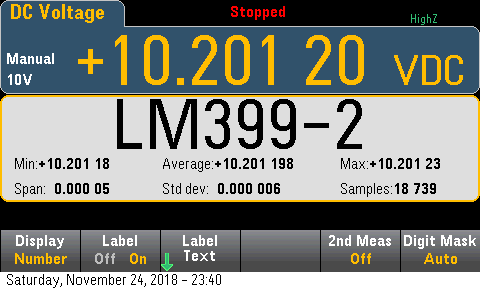 DC Voltage
Stopped
HighZ
Manual
10V
+10.201 20 VDC
LM399-2
Min:+10.201 18 Average:+10.201 198 Max:+10.201 23
Span: 0.000 05 Std dev: 0.000 006 Samples:18 739
Display Label Label 2nd Meas Digit Mask
Number Off On Text Off Auto
Saturday, November 24, 2018 - 23:40